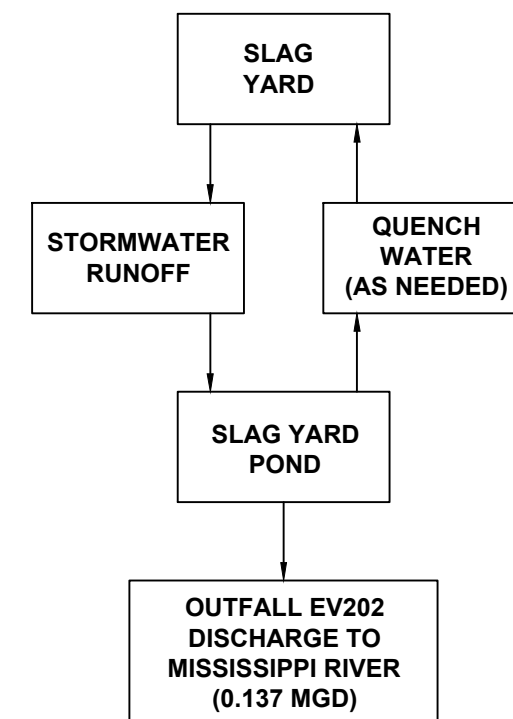 SLAG
YARD
STORMWATER
RUNOFF
QUENCH
WATER
(AS NEEDED)
SLAG YARD
POND
OUTFALL EV202
DISCHARGE TO
MISSISSIPPI RIVER
(0.137 MGD)